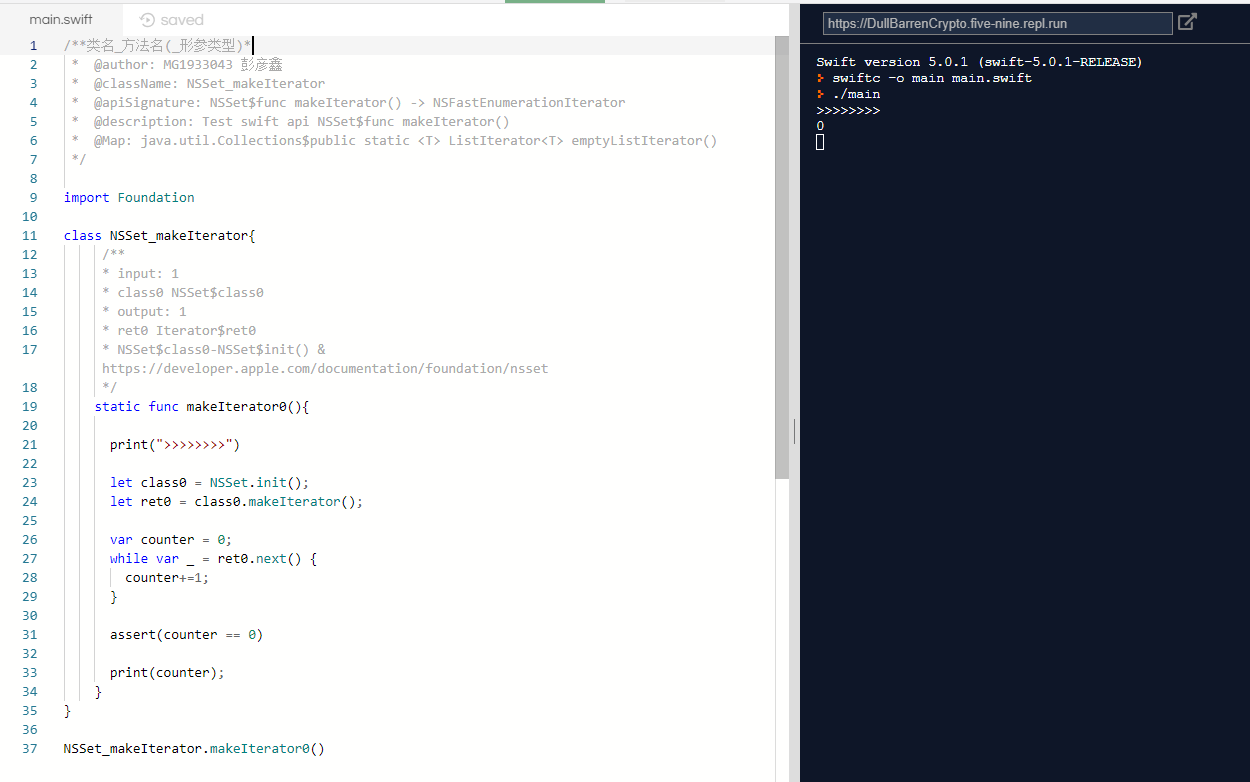 main.swift saved
1 /**类名_方法名(_形参类型)*
2 * @author: MG1933043 彭彦鑫
3 * @className: NSSet_makeIterator
4 * @apiSignature: NSSet$func makeIterator() -> NSFastEnumerationIterator
5 * @description: Test swift api NSSet$func makeIterator()
6 * @Map: java.util.Collections$public static <T> ListIterator<T> emptyListIterator()
7 */
8
9 import Foundation
10
11 class NSSet_makeIterator{
12 /**
13 * input: 1
14 * class0 NSSet$class0
15 * output: 1
16 * ret0 Iterator$ret0
17 * NSSet$class0-NSSet$init() &
https://developer.apple.com/documentation/foundation/nsset
18 */
19 static func makeIterator0(){
20
21 print(">>>>>>>>")
22
23 let class0 = NSSet.init();
24 let ret0 = class0.makeIterator();
25
26 var counter = 0;
27 while var _ = ret0.next() {
28 counter+=1;
29 }
30
31 assert(counter == 0)
32
33 print(counter);
34 }
35 }
36
37 NSSet_makeIterator.makeIterator0()
https://DullBarrenCrypto.five-nine.repl.run
Swift version 5.0.1 (swift-5.0.1-RELEASE)
> swiftc -o main main.swift
> ./main
>>>>>>>>
0